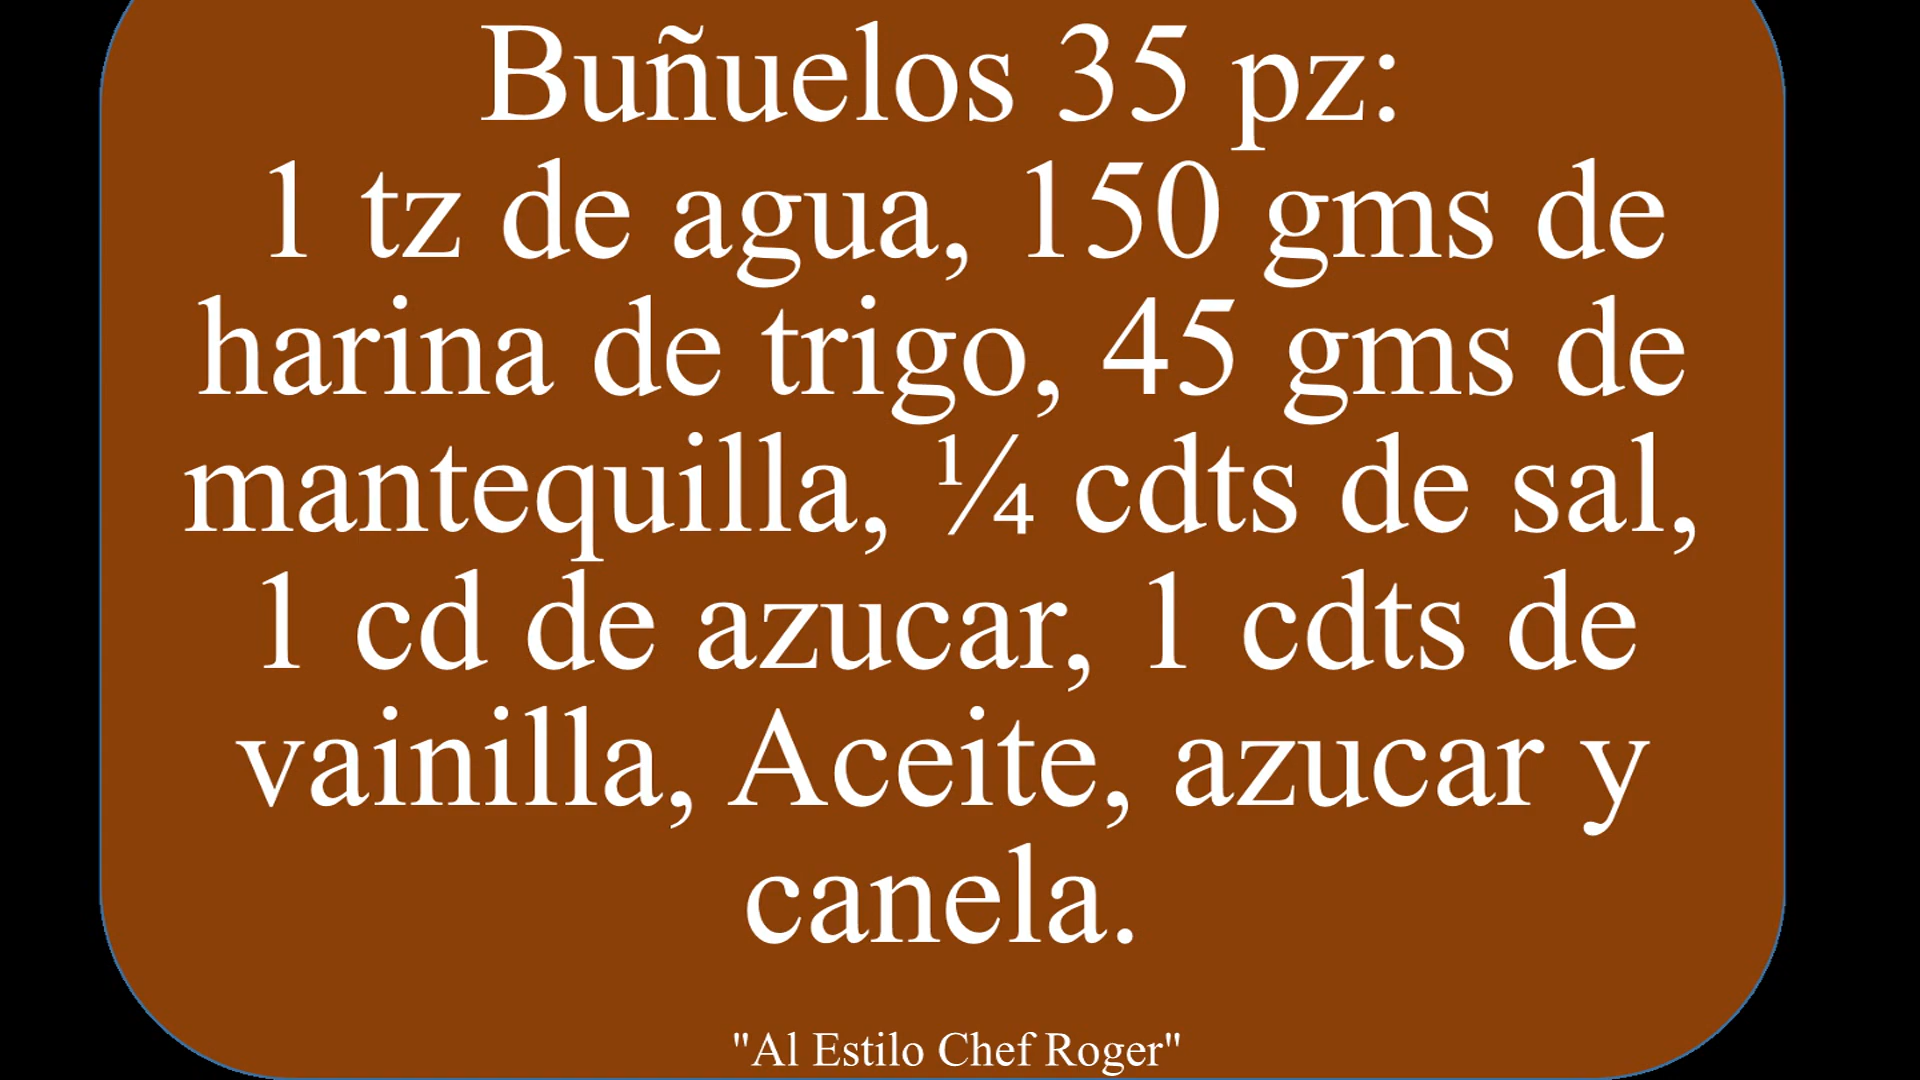 Buñuelos 35 pz:
1 tz de agua, 150 gms de
harina de trigo, 45 gms de
mantequilla, ¼ cdts de sal,
1 cd de azucar, 1 cdts de
vainilla, Aceite, azucar y
canela.
"Al Estilo Chef Roger"